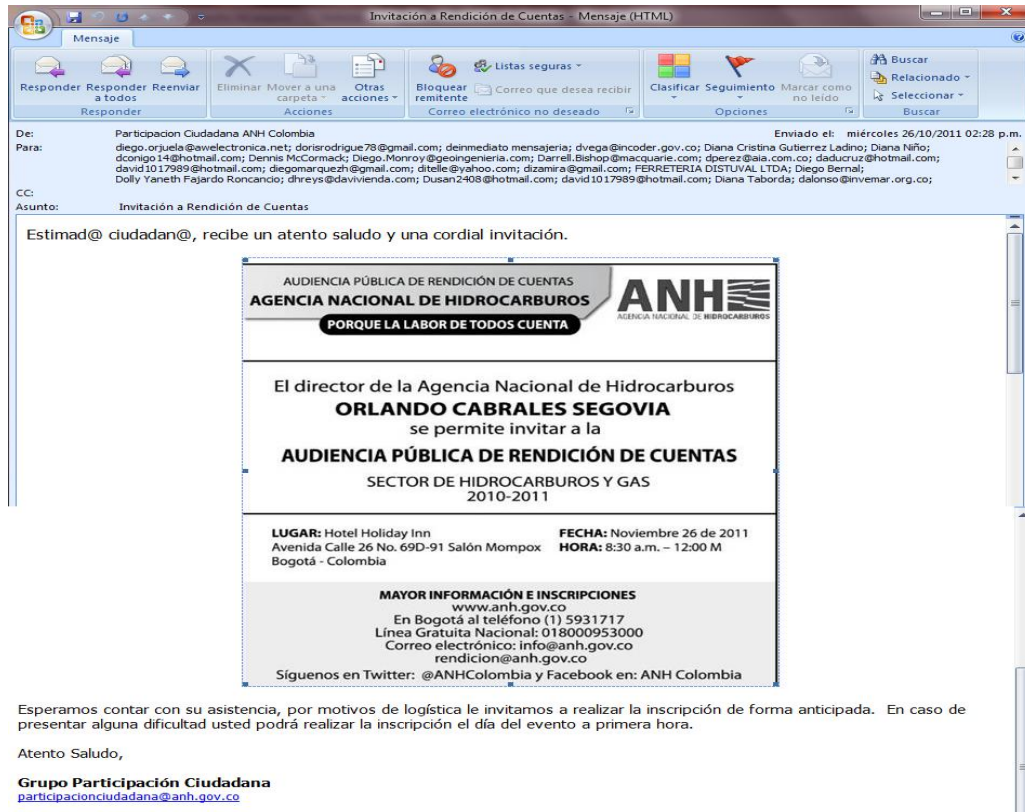 Invitación a Rendición de Cuentas - Mensaje (HTML)
Mensaje
Responder Responder a todos Reenviar
Responder
Eliminar Mover a una carpeta Otras acciones
Acciones
Bloquear remitente Listas seguras Correo que desea recibir
Correo electrónico no deseado
Clasificar Seguimiento Marcar como no leído
Opciones
Buscar
Relacionado
Seleccionar
Buscar
De: Participacion Ciudadana ANH Colombia Enviado el: miércoles 26/10/2011 02:28 p.m.
Para: diego.orjuela@awelectronica.net; dorisrodrigue78@gmail.com; deinmediato mensajeria; dvega@incoder.gov.co; Diana Cristina Gutierrez Ladino; Diana Niño;
dconigo14@hotmail.com; Dennis McCormack; Diego.Monroy@geoingenieria.com; Darrell.Bishop@macquarie.com; dperez@aia.com.co; daducruz@hotmail.com;
david1017989@hotmail.com; diegomarquezh@gmail.com; ditelle@yahoo.com; dizamira@gmail.com; FERRETERIA DISTUVAL LTDA; Diego Bernal;
Dolly Yaneth Fajardo Roncancio; dhreys@davivienda.com; Dusan2408@hotmail.com; david1017989@hotmail.com; Diana Taborda; dalonso@invemar.org.co;
CC:
Asunto: Invitación a Rendición de Cuentas
Estimad@ ciudadan@, recibe un atento saludo y una cordial invitación.
AUDIENCIA PÚBLICA DE RENDICIÓN DE CUENTAS
AGENCIA NACIONAL DE HIDROCARBUROS
PORQUE LA LABOR DE TODOS CUENTA
ANH
AGENCIA NACIONAL DE HIDROCARBUROS
El director de la Agencia Nacional de Hidrocarburos
ORLANDO CABRALES SEGOVIA
se permite invitar a la
AUDIENCIA PÚBLICA DE RENDICIÓN DE CUENTAS
SECTOR DE HIDROCARBUROS Y GAS
2010-2011
LUGAR: Hotel Holiday Inn
Avenida Calle 26 No. 69D-91 Salón Mompox
Bogotá - Colombia
FECHA: Noviembre 26 de 2011
HORA: 8:30 a.m. – 12:00 M
MAYOR INFORMACIÓN E INSCRIPCIONES
www.anh.gov.co
En Bogotá al teléfono (1) 5931717
Línea Gratuita Nacional: 018000953000
Correo electrónico: info@anh.gov.co
rendicion@anh.gov.co
Síguenos en Twitter: @ANHColombia y Facebook en: ANH Colombia
Esperamos contar con su asistencia, por motivos de logística le invitamos a realizar la inscripción de forma anticipada. En caso de
presentar alguna dificultad usted podrá realizar la inscripción el día del evento a primera hora.
Atento Saludo,
Grupo Participación Ciudadana
participacionciudadana@anh.gov.co